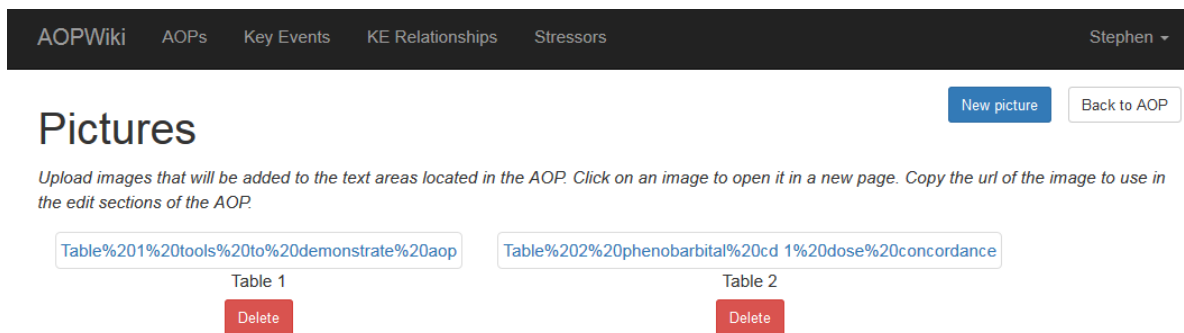 AOPWiki AOPs Key Events KE Relationships Stressors Stephen
New picture Back to AOP
Pictures
Upload images that will be added to the text areas located in the AOP. Click on an image to open it in a new page. Copy the url of the image to use in
the edit sections of the AOP.
Table%201%20tools%20to%20demonstrate%20aop Table%202%20phenobarbital%20cd 1%20dose%20concordance
Table 1 Table 2
Delete Delete